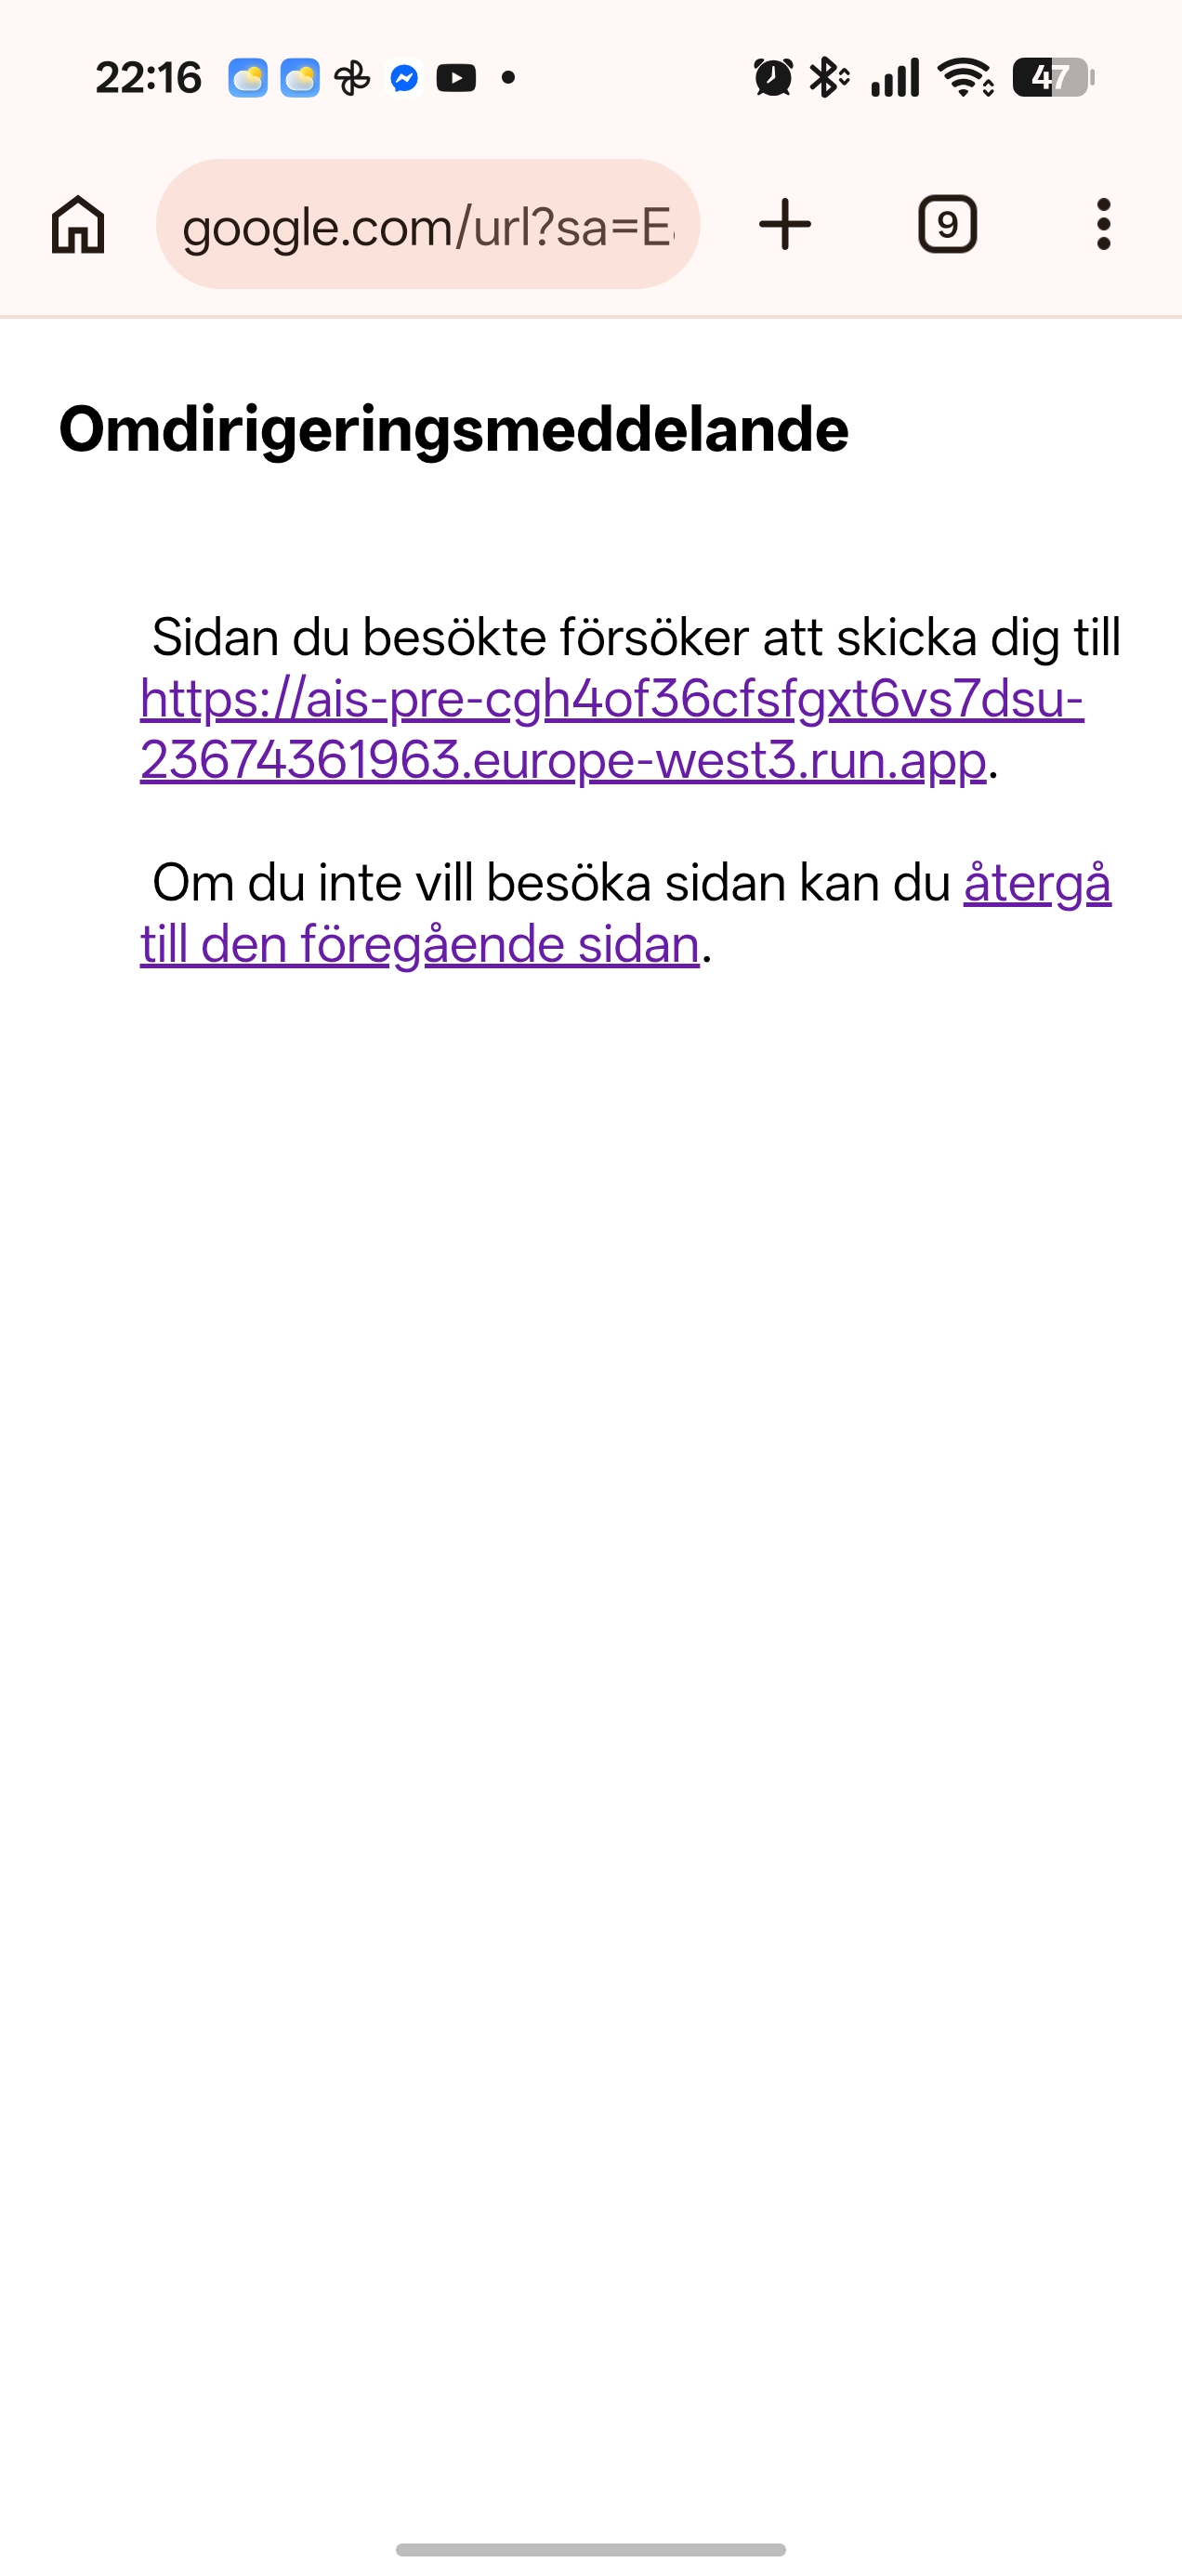 22:16
47
google.com/url?sa=E
9
Omdirigeringsmeddelande
Sidan du besökte försöker att skicka dig till
https://ais-pre-cgh4of36cfsfgxt6vs7dsu-
23674361963.europe-west3.run.app.
Om du inte vill besöka sidan kan du återgå
till den föregående sidan.